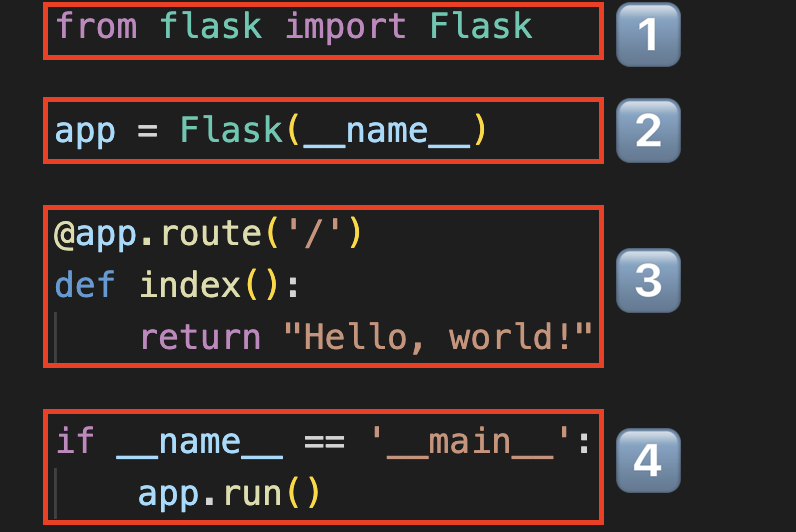 from flask import Flask
1
app = Flask(__name__)
2
@app.route('/')
def index():
    return "Hello, world!"
3
if __name__ == '__main__':
    app.run()
4